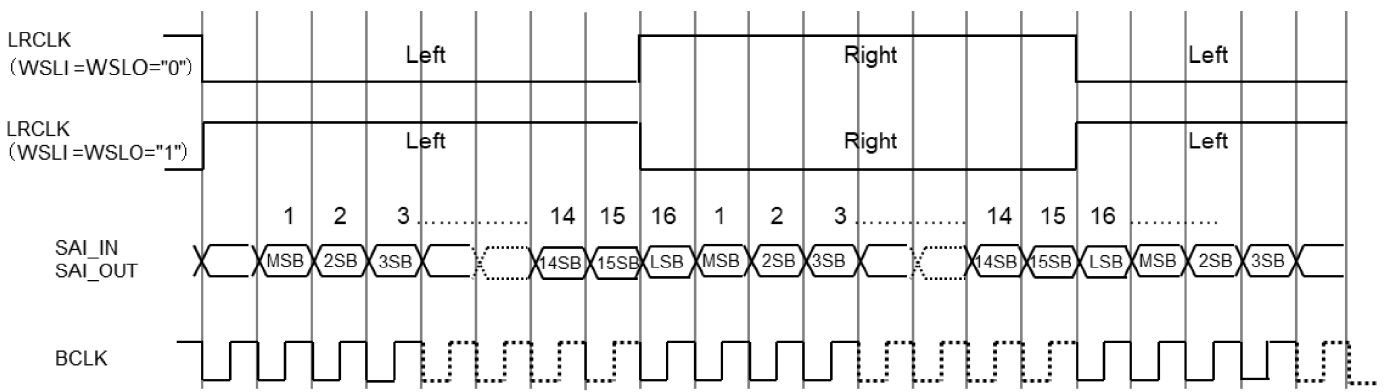 LRCLK
（WSLI =WSLO="0"）
Left
Right
Left
LRCLK
（WSLI =WSLO="1"）
Left
Right
Left
1 2 3 .............. 14 15 16 1 2 3 .............. 14 15 16 ............
SAI_IN
SAI_OUT
MSB 2SB 3SB 14SB 15SB LSB MSB 2SB 3SB 14SB 15SB LSB MSB 2SB 3SB
BCLK